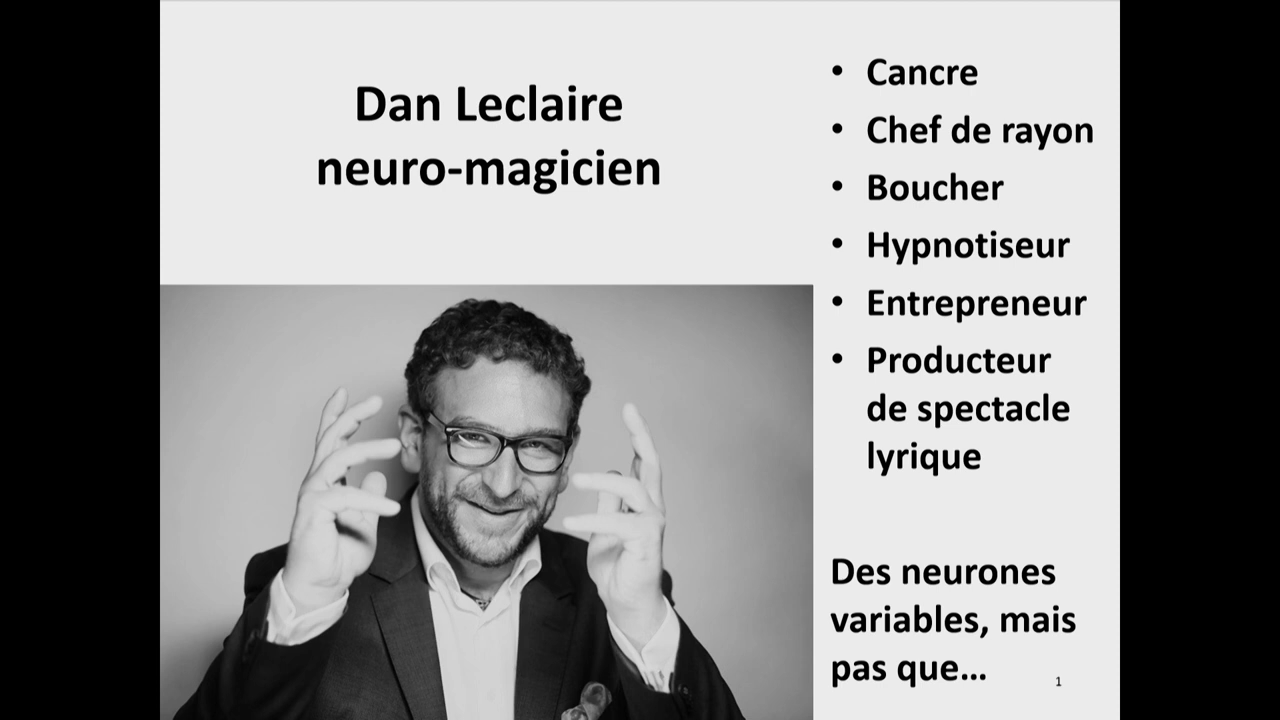 Dan Leclaire
neuro-magicien
• Cancre
• Chef de rayon
• Boucher
• Hypnotiseur
• Entrepreneur
• Producteur
de spectacle
lyrique
Des neurones
variables, mais
pas que...
1